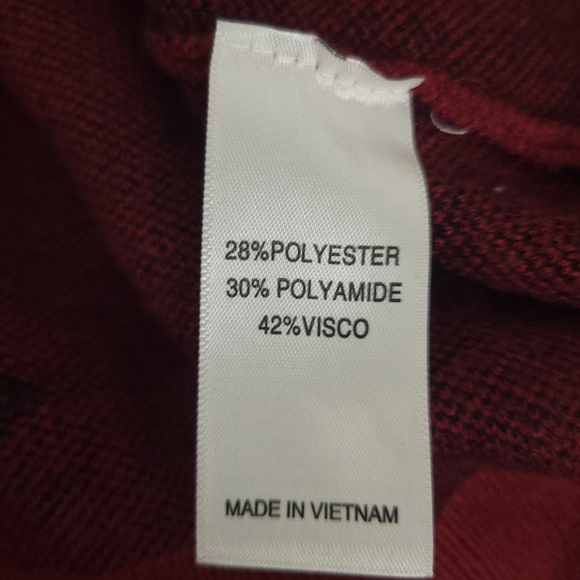 28%POLYESTER
30% POLYAMIDE
42%VISCO
MADE IN VIETNAM